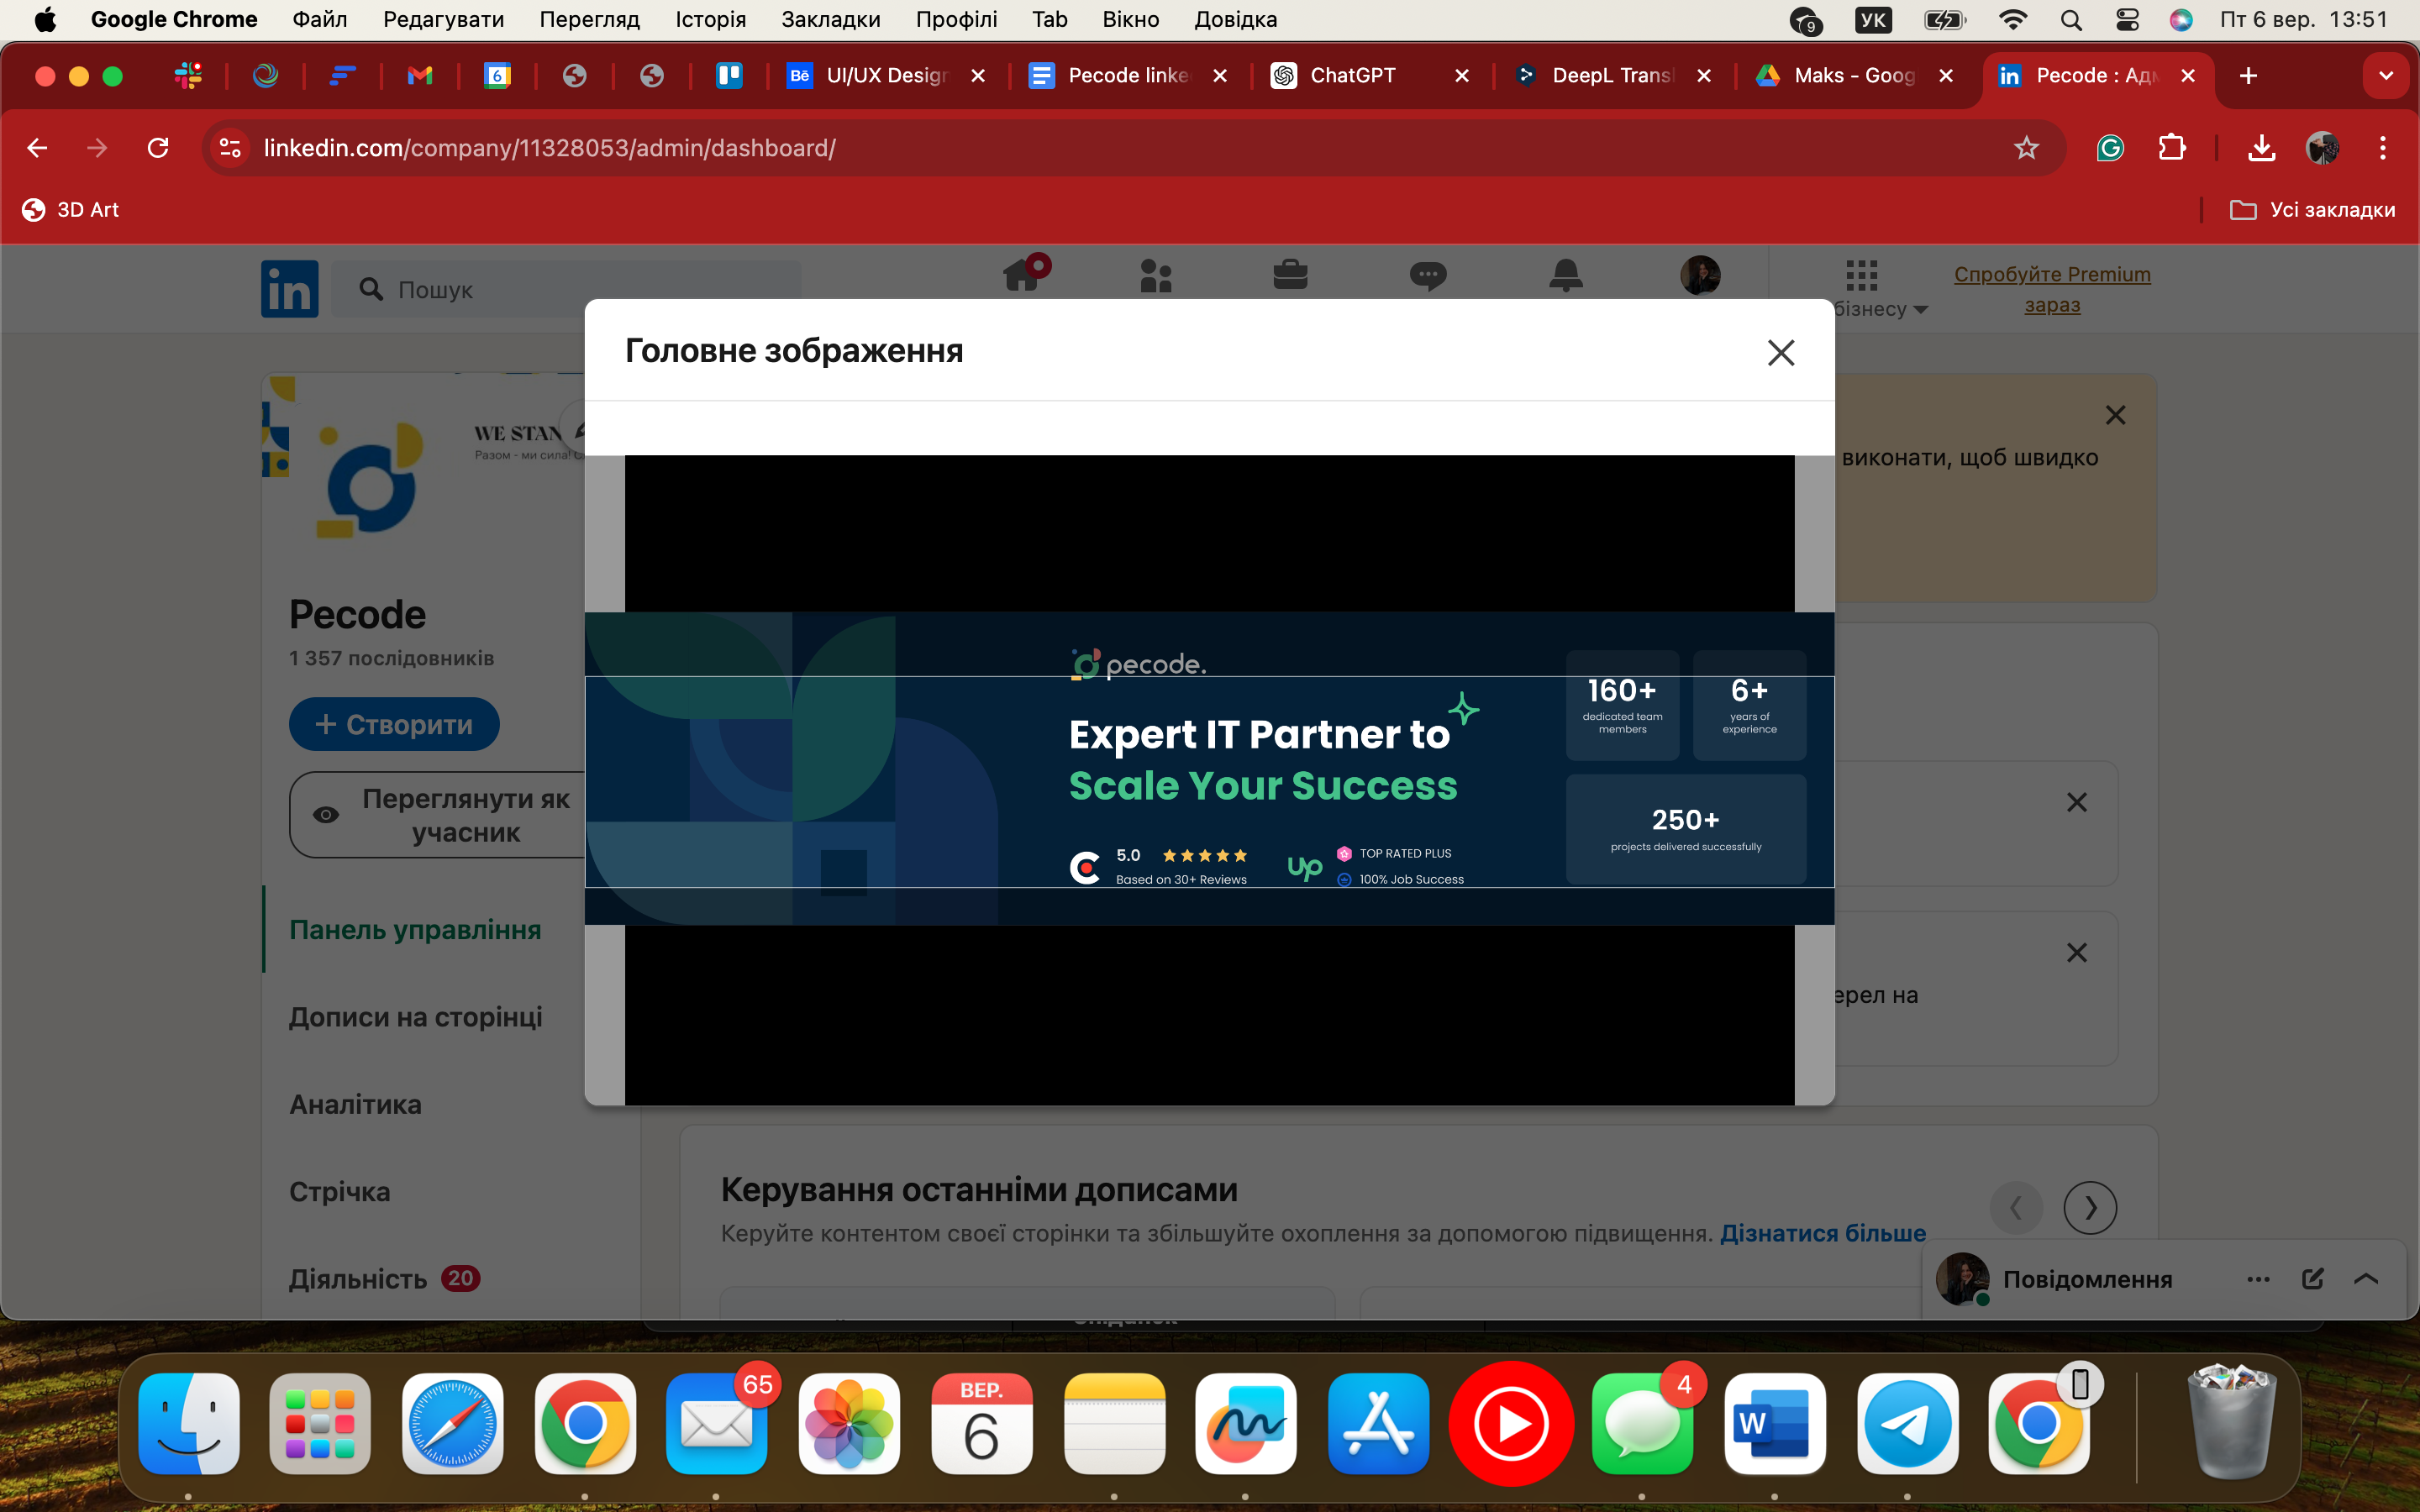 Google Chrome Файл Редагувати Перегляд Історія Закладки Профілі Tab Вікно Довідка
9 УК Пт 6 вер. 13:51
6 Bē UI/UX Design Pecode linke ChatGPT DeepL Transl Maks - Goog in Pecode : Адм
linkedin.com/company/11328053/admin/dashboard/
3D Art Усі закладки
in Пошук
бізнесу
Спробуйте Premium
зараз
Головне зображення
WE STAN
Разом - ми сила!
виконати, щоб швидко
Pecode
1 357 послідовників
+ Створити
Переглянути як
учасник
Панель управління
Дописи на сторінці
Аналітика
Стрічка
Діяльність 20
pecode.
Expert IT Partner to
Scale Your Success
5.0
Based on 30+ Reviews
up
TOP RATED PLUS
100% Job Success
160+
dedicated team
members
6+
years of
experience
250+
projects delivered successfully
ерел на
Керування останніми дописами
Керуйте контентом своєї сторінки та збільшуйте охоплення за допомогою підвищення. Дізнатися більше
Повідомлення
65
ВЕР.
6
4
W